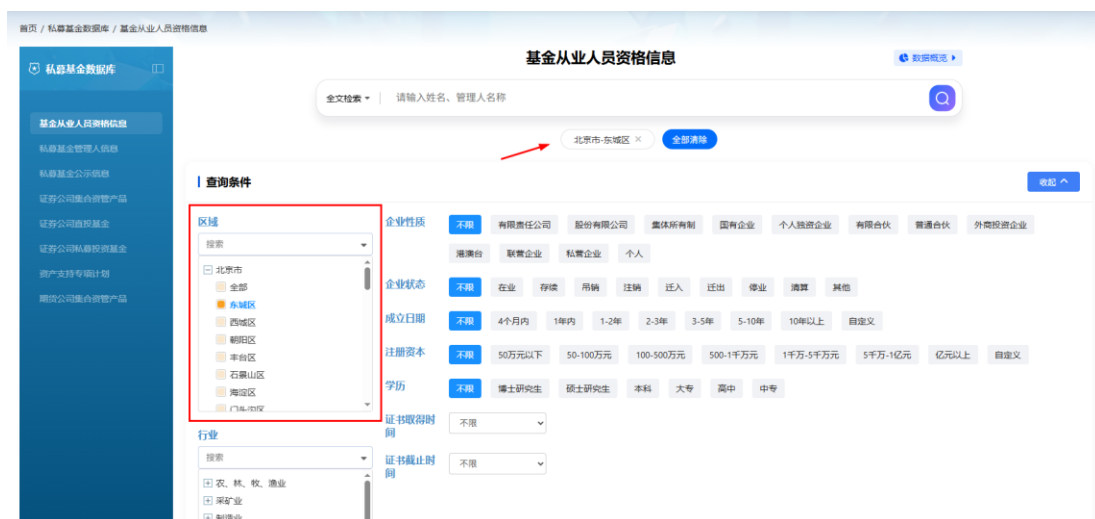 首页 / 私募基金数据库 / 基金从业人员资格信息
私募基金数据库
基金从业人员资格信息
私募基金管理人信息
私募基金公示信息
证券公司集合资管产品
证券公司直投基金
证券公司私募投资基金
资产支持专项计划
期货公司集合资管产品
基金从业人员资格信息
数据概览
全文检索 请输入姓名、管理人名称
北京市-东城区 × 全部清除
查询条件 收起
区域
搜索
北京市
全部
东城区
西城区
朝阳区
丰台区
石景山区
海淀区
门头沟区
行业
搜索
农、林、牧、渔业
采矿业
制造业
企业性质 不限 有限责任公司 股份有限公司 集体所有制 国有企业 个人独资企业 有限合伙 普通合伙 外商投资企业
港澳台 联营企业 私营企业 个人
企业状态 不限 在业 存续 吊销 注销 迁入 迁出 停业 清算 其他
成立日期 不限 4个月内 1年内 1-2年 2-3年 3-5年 5-10年 10年以上 自定义
注册资本 不限 50万元以下 50-100万元 100-500万元 500-1千万元 1千万-5千万元 5千万-1亿元 亿元以上 自定义
学历 不限 博士研究生 硕士研究生 本科 大专 高中 中专
证书取得时间 不限
证书截止时间 不限